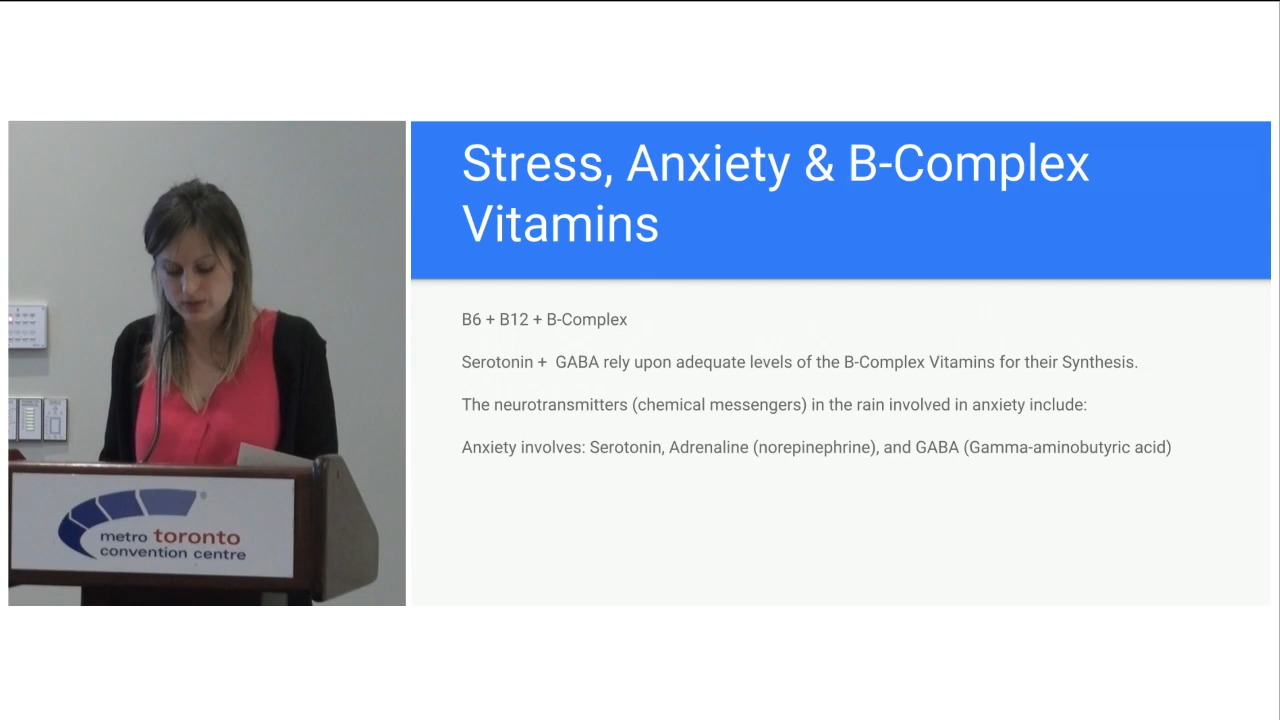 Stress, Anxiety & B-Complex
Vitamins
B6 + B12 + B-Complex
Serotonin +  GABA rely upon adequate levels of the B-Complex Vitamins for their Synthesis.
The neurotransmitters (chemical messengers) in the rain involved in anxiety include:
Anxiety involves: Serotonin, Adrenaline (norepinephrine), and GABA (Gamma-aminobutyric acid)
metro toronto
convention centre